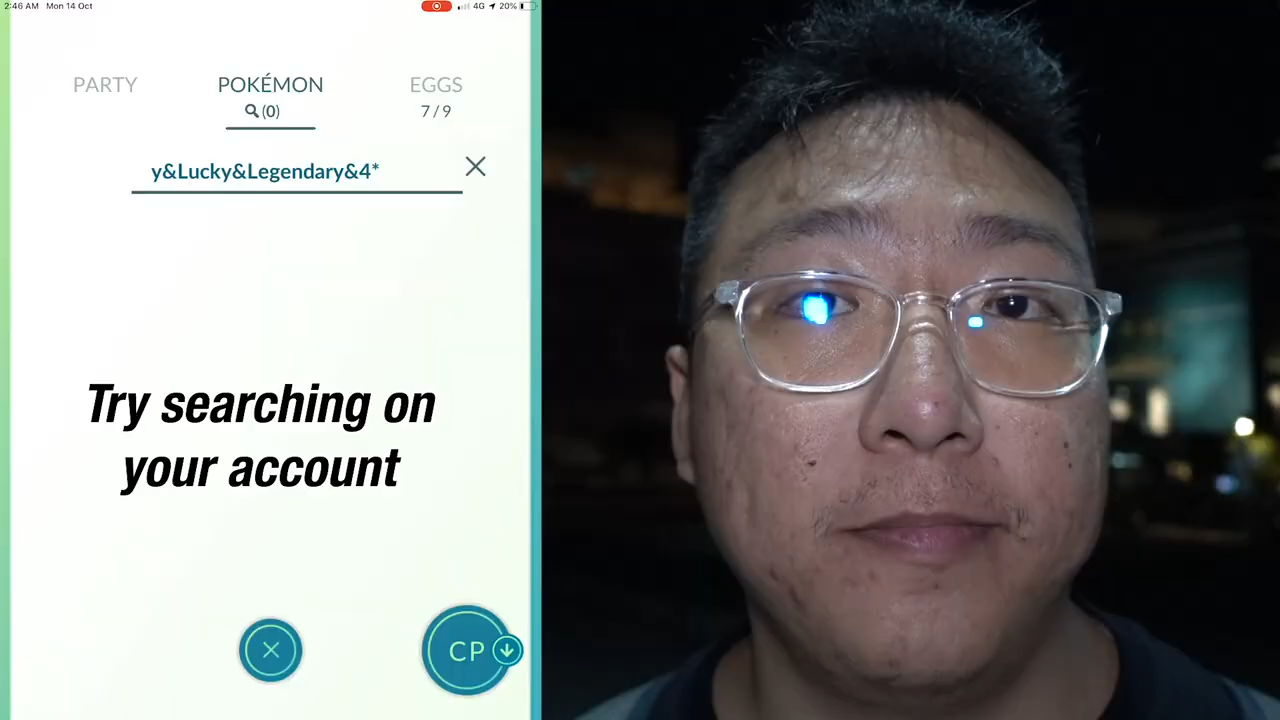 2:46 AM Mon 14 Oct 4G 20%
PARTY POKÉMON EGGS
(0) 7 / 9
y&Lucky&Legendary&4*
Try searching on
your account
CP